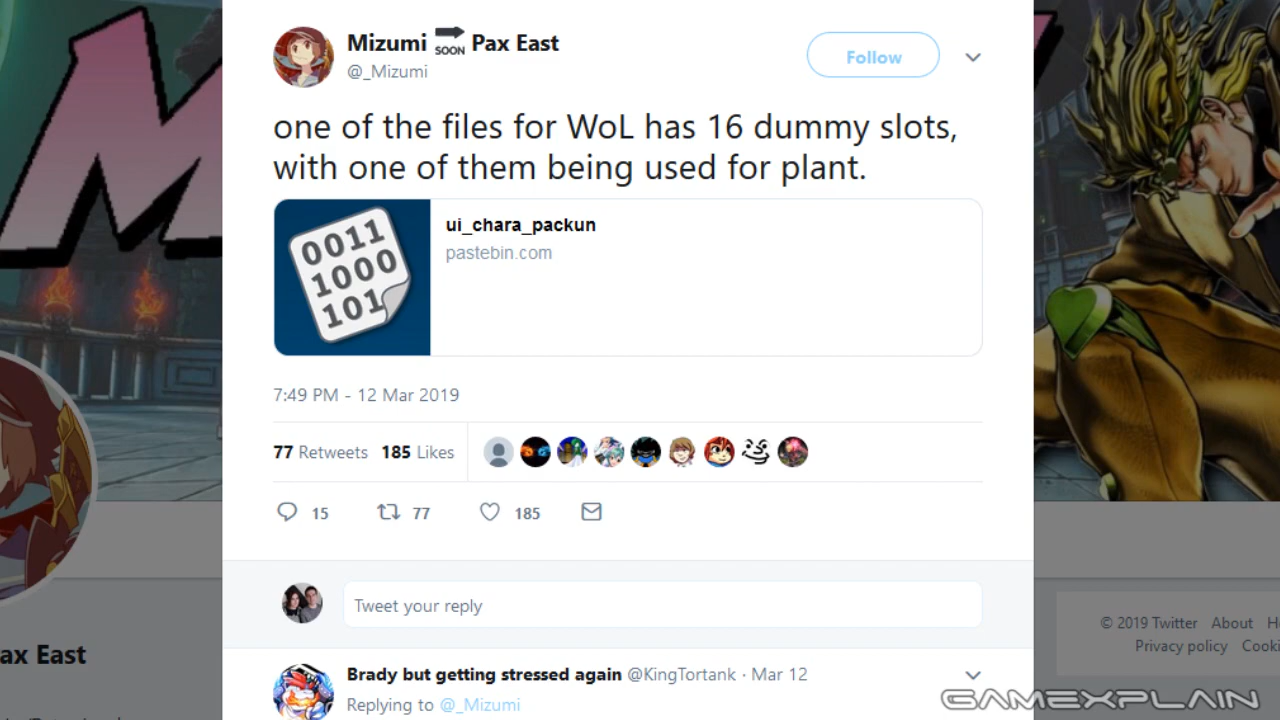 Mizumi SOON Pax East
@_Mizumi
Follow
one of the files for WoL has 16 dummy slots,
with one of them being used for plant.
0011
1000
101
ui_chara_packun
pastebin.com
7:49 PM - 12 Mar 2019
77 Retweets 185 Likes
15 77 185
Tweet your reply
Brady but getting stressed again @KingTortank · Mar 12
Replying to @_Mizumi
ax East
© 2019 Twitter About
Privacy policy
GAMEXPLAIN